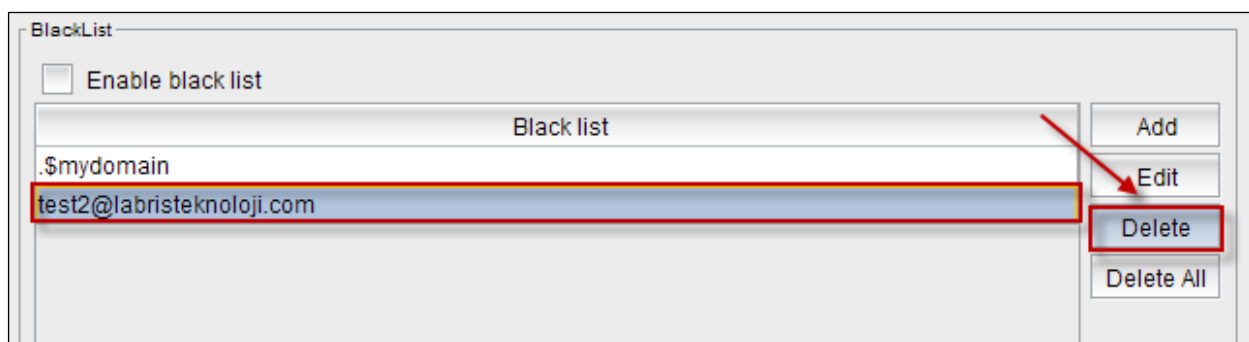 BlackList
Enable black list
Black list
Add
.$mydomain
Edit
test2@labristeknoloji.com
Delete
Delete All